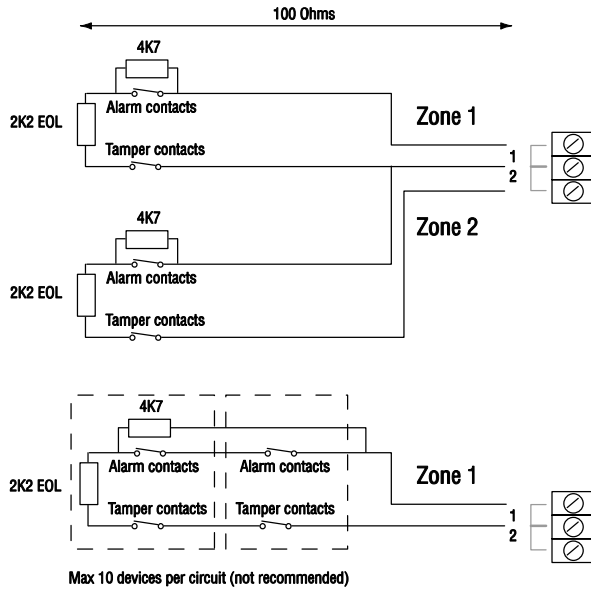 100 Ohms
4K7
Alarm contacts
2K2 EOL
Tamper contacts
Zone 1
1
2
4K7
Zone 2
Alarm contacts
2K2 EOL
Tamper contacts
4K7
Alarm contacts Alarm contacts
Zone 1
2K2 EOL
Tamper contacts Tamper contacts
1
2
Max 10 devices per circuit (not recommended)